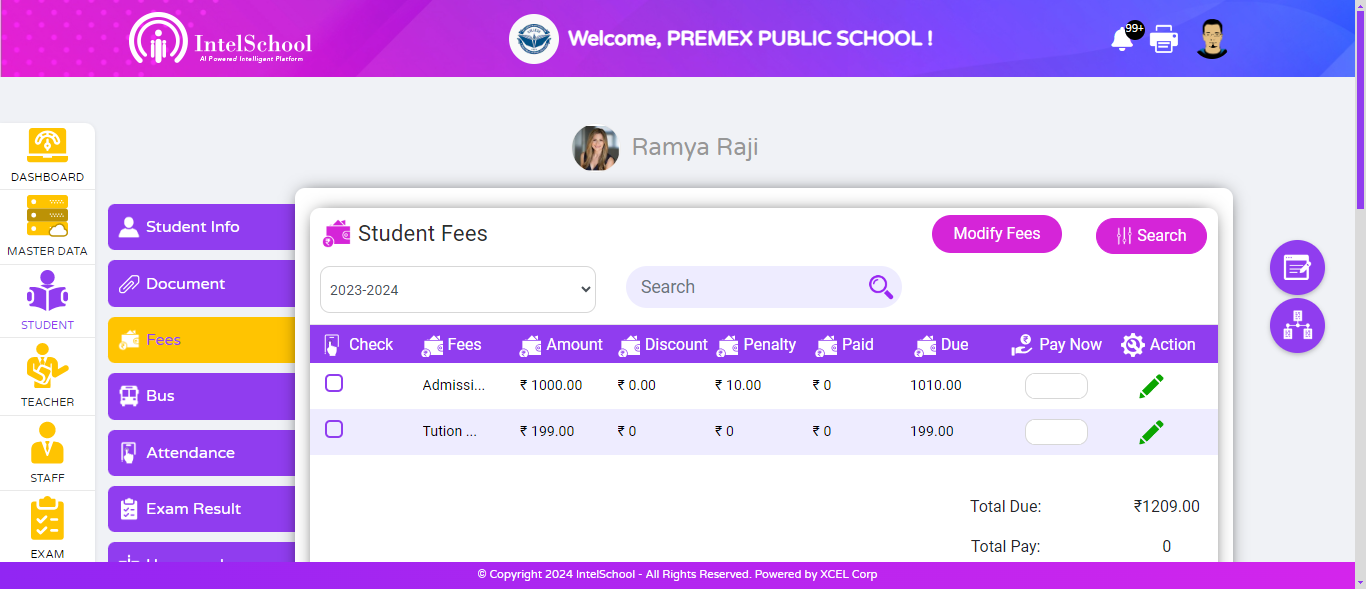 IntelSchool
AI Powered Intelligent Platform
Welcome, PREMEX PUBLIC SCHOOL !
99+
Ramya Raji
DASHBOARD
MASTER DATA
STUDENT
TEACHER
STAFF
EXAM
Student Info
Document
Fees
Bus
Attendance
Exam Result
Student Fees
Modify Fees
Search
2023-2024
Search
Check Fees Amount Discount Penalty Paid Due Pay Now Action
Admissi... ₹ 1000.00 ₹ 0.00 ₹ 10.00 ₹ 0 1010.00
Tution ... ₹ 199.00 ₹ 0 ₹ 0 ₹ 0 199.00
Total Due: ₹1209.00
Total Pay: 0
© Copyright 2024 IntelSchool - All Rights Reserved. Powered by XCEL Corp